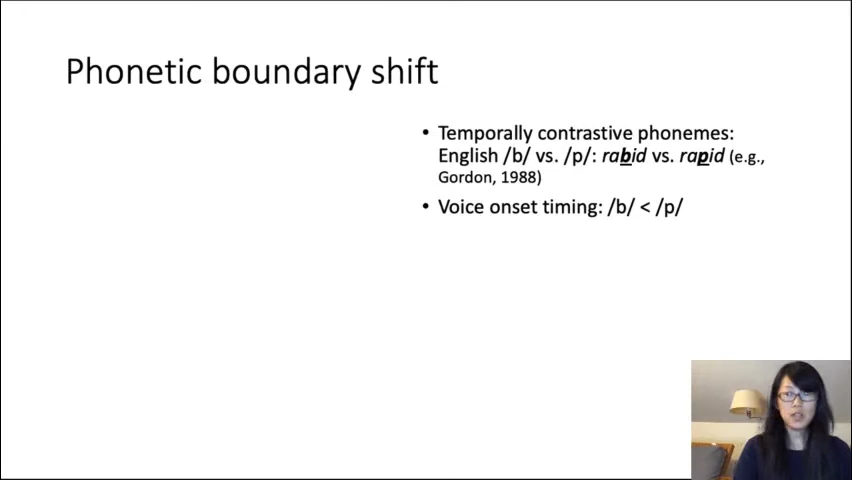 Phonetic boundary shift
• Temporally contrastive phonemes:
English /b/ vs. /p/: rabid vs. rapid (e.g.,
Gordon, 1988)
• Voice onset timing: /b/ < /p/